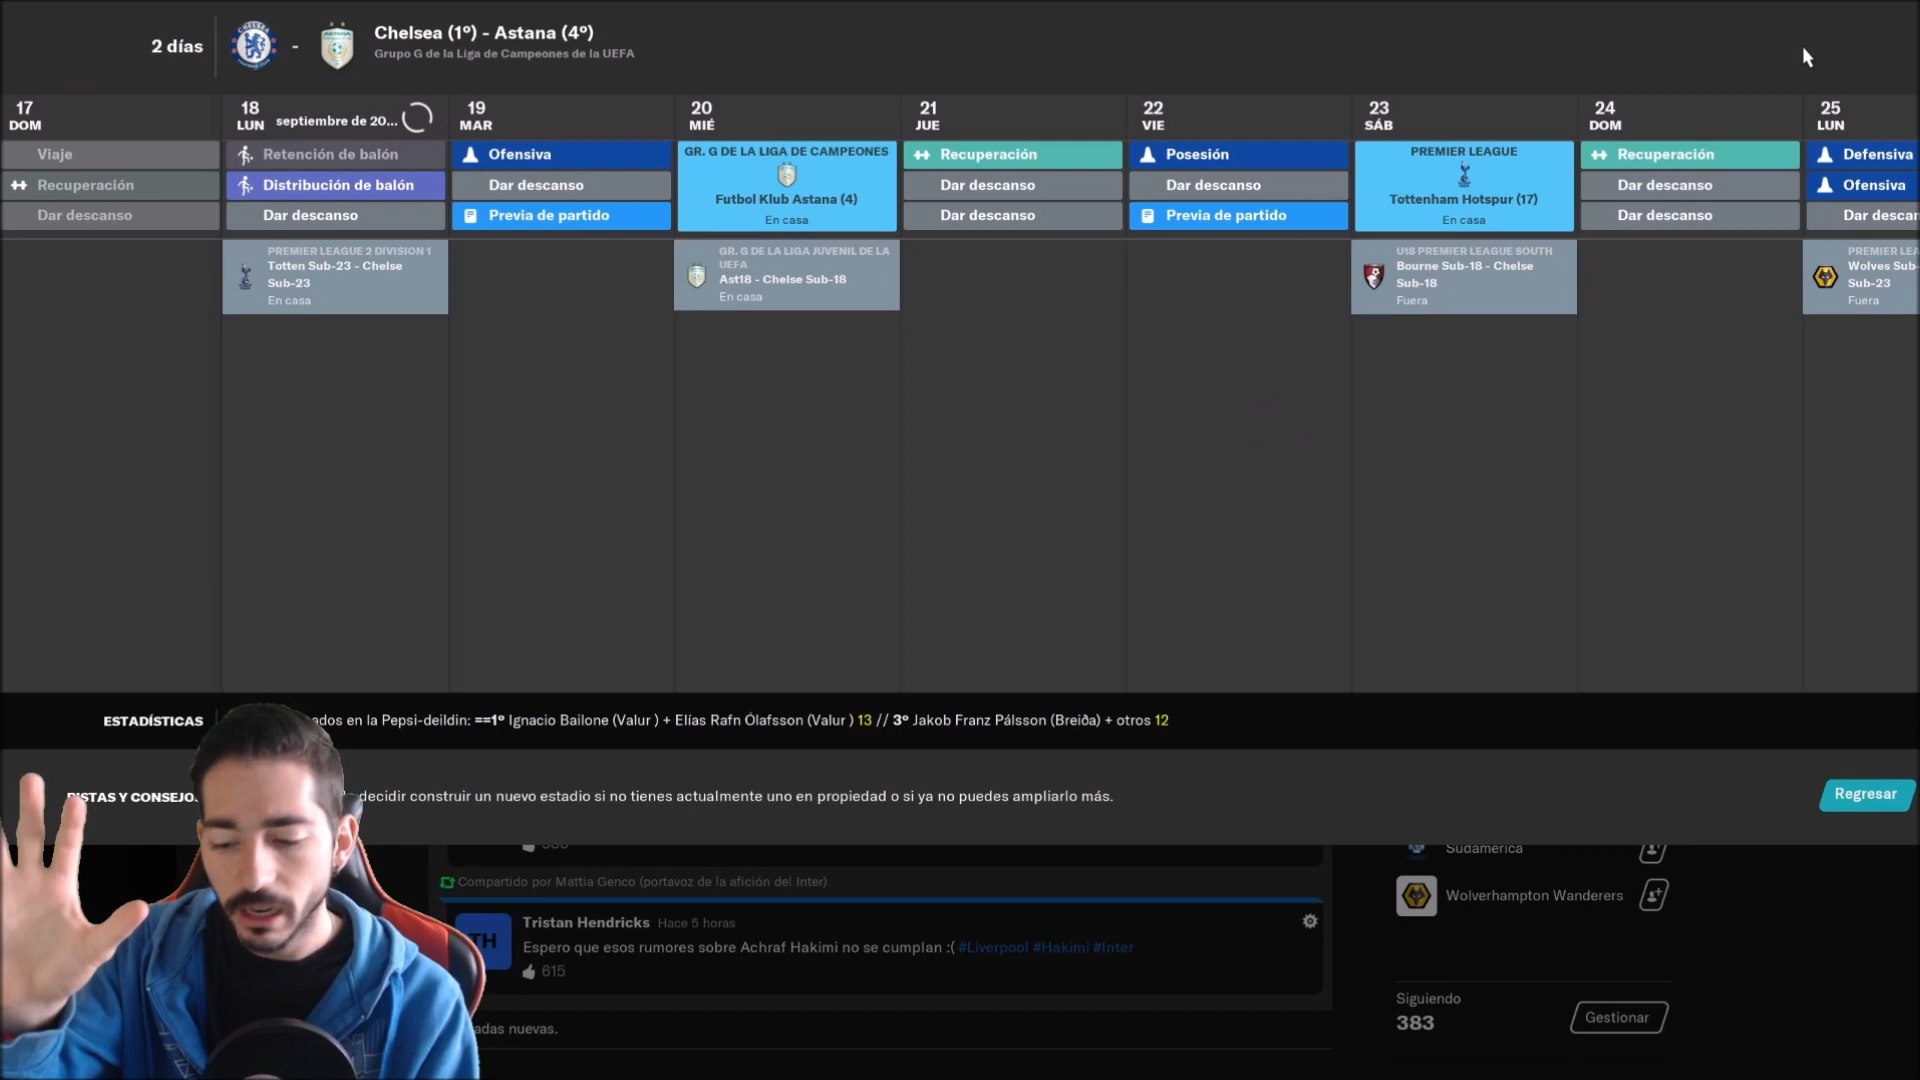 2 días
-
Chelsea (1º) - Astana (4º)
Grupo G de la Liga de Campeones de la UEFA
17
DOM
Viaje
Recuperación
Dar descanso
18
LUN
septiembre de 20...
Retención de balón
Distribución de balón
Dar descanso
PREMIER LEAGUE 2 DIVISION 1
Totten Sub-23 - Chelse
Sub-23
En casa
19
MAR
Ofensiva
Dar descanso
Previa de partido
20
MIÉ
GR. G DE LA LIGA DE CAMPEONES
Futbol Klub Astana (4)
En casa
GR. G DE LA LIGA JUVENIL DE LA
UEFA
Ast18 - Chelse Sub-18
En casa
21
JUE
Recuperación
Dar descanso
Dar descanso
22
VIE
Posesión
Dar descanso
Previa de partido
23
SÁB
PREMIER LEAGUE
Tottenham Hotspur (17)
En casa
U18 PREMIER LEAGUE SOUTH
Bourne Sub-18 - Chelse
Sub-18
Fuera
24
DOM
Recuperación
Dar descanso
Dar descanso
25
LUN
Defensiva
Ofensiva
Dar descan
PREMIER LEA
Wolves Sub-
Sub-23
Fuera
ESTADÍSTICAS
ados en la Pepsi-deildin: ==1º Ignacio Bailone (Valur ) + Elías Rafn Ólafsson (Valur ) 13 // 3º Jakob Franz Pálsson (Breiða) + otros 12
PISTAS Y CONSEJOS
decidir construir un nuevo estadio si no tienes actualmente uno en propiedad o si ya no puedes ampliarlo más.
Regresar
Compartido por Mattia Genco (portavoz de la afición del Inter)
TH
Tristan Hendricks Hace 5 horas
Espero que esos rumores sobre Achraf Hakimi no se cumplan :( #Liverpool #Hakimi #Inter
615
adas nuevas.
Sudamérica
Wolverhampton Wanderers
Siguiendo
383
Gestionar